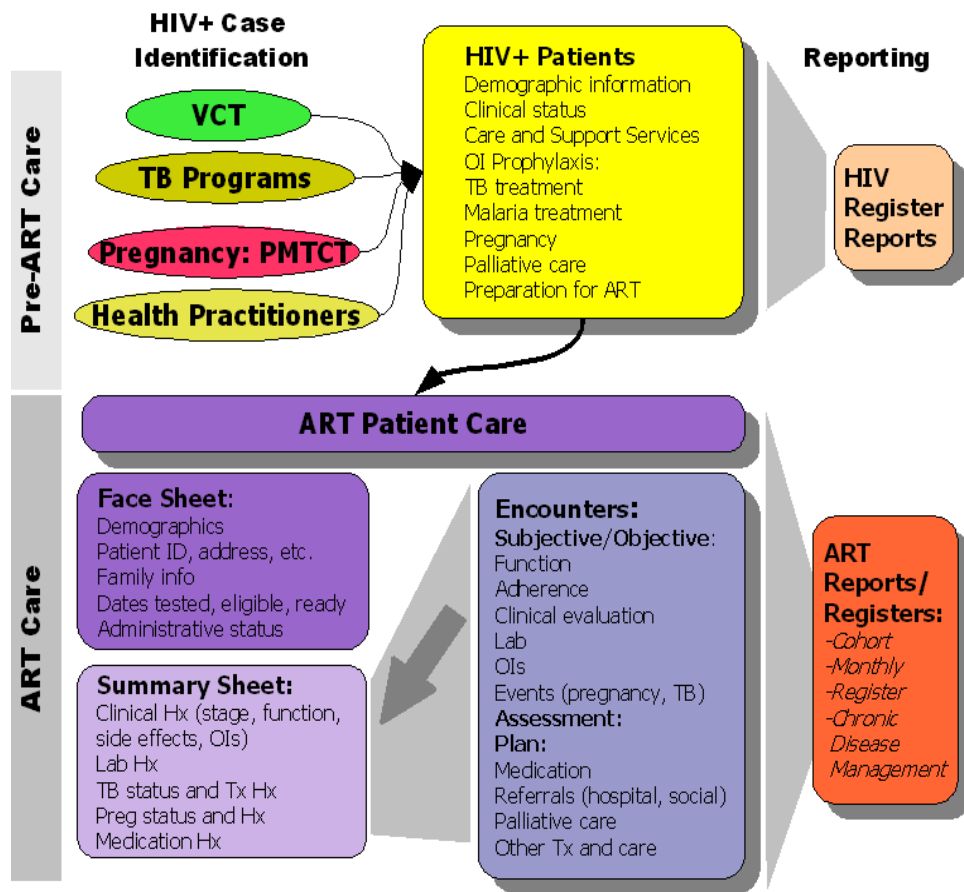 HIV+ Case
Identification
VCT
TB Programs
Pregnancy: PMTCT
Health Practitioners
HIV+ Patients
Demographic information
Clinical status
Care and Support Services
OI Prophylaxis:
TB treatment
Malaria treatment
Pregnancy
Palliative care
Preparation for ART
Reporting
HIV
Register
Reports
Pre-ART Care
ART Care
ART Patient Care
Face Sheet:
Demographics
Patient ID, address, etc.
Family info
Dates tested, eligible, ready
Administrative status
Summary Sheet:
Clinical Hx (stage, function,
side effects, OIs)
Lab Hx
TB status and Tx Hx
Preg status and Hx
Medication Hx
Encounters:
Subjective/Objective:
Function
Adherence
Clinical evaluation
Lab
OIs
Events (pregnancy, TB)
Assessment:
Plan:
Medication
Referrals (hospital, social)
Palliative care
Other Tx and care
ART
Reports/
Registers:
-Cohort
-Monthly
-Register
-Chronic
Disease
Management